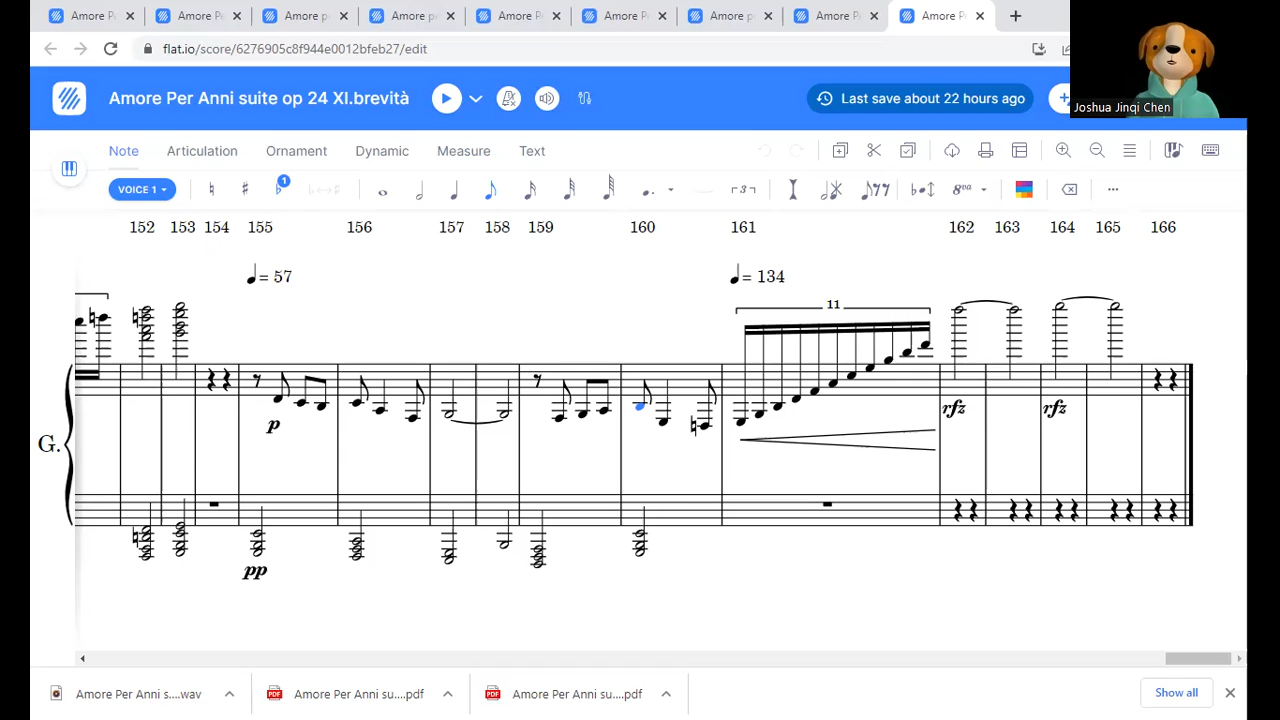 Amore P
Amore P
Amore p
Amore p
Amore P
Amore P
Amore p
Amore P
Amore P
flat.io/score/6276905c8f944e0012bfeb27/edit
Amore Per Anni suite op 24 XI.brevità
Last save about 22 hours ago
Joshua Jinqi Chen
Note Articulation Ornament Dynamic Measure Text
VOICE 1
1
3
8va
152 153 154 155 156 157 158 159 160 161 162 163 164 165 166
= 57
= 134
11
p
rfz
rfz
G.
pp
Amore Per Anni s....wav
Amore Per Anni su....pdf
Amore Per Anni su....pdf
Show all